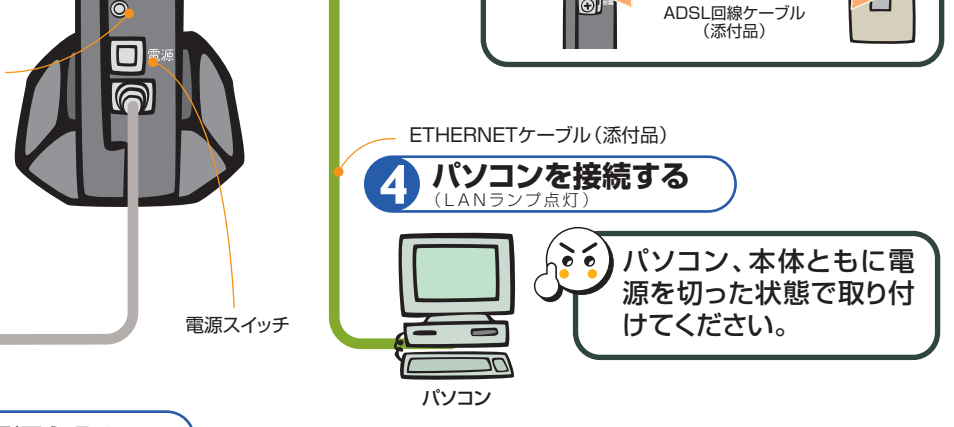 ADSL回線ケーブル
（添付品）
電源
ETHERNETケーブル（添付品）
4 パソコンを接続する
（LANランプ点灯）
パソコン、本体ともに電
源を切った状態で取り付
けてください。
電源スイッチ
パソコン